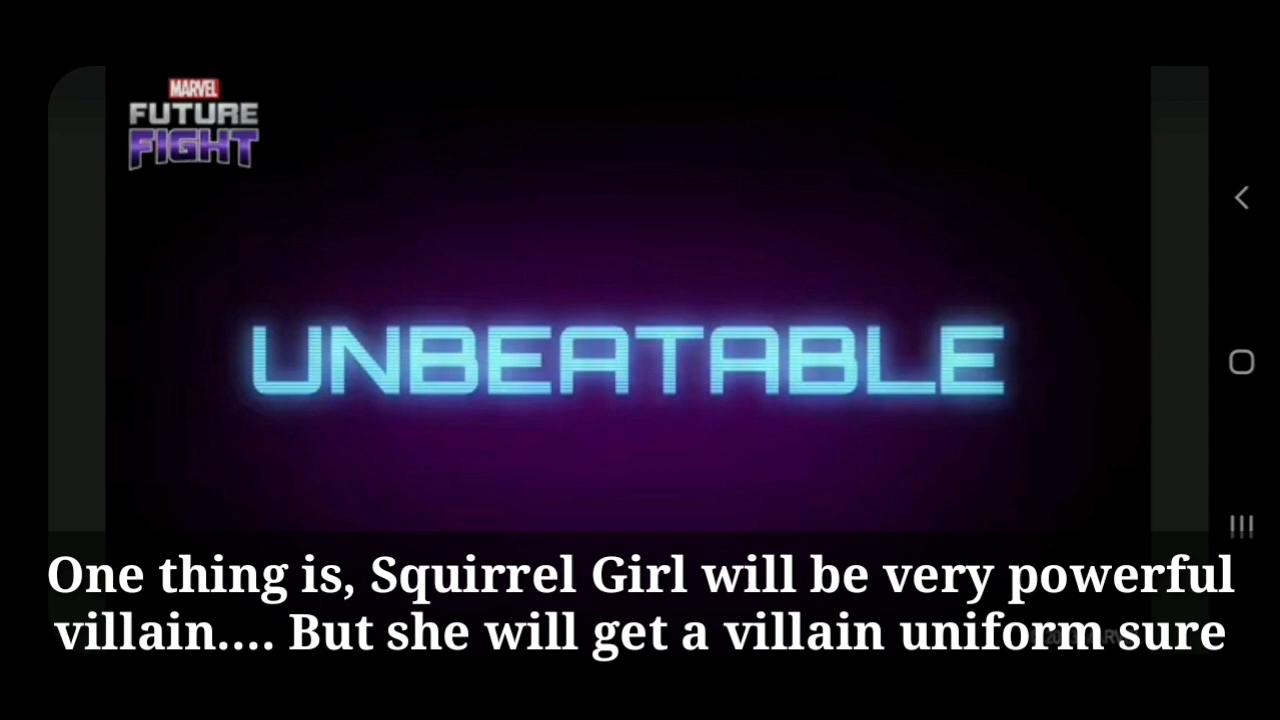 MARVEL
FUTURE
FIGHT
UNBEATABLE
One thing is, Squirrel Girl will be very powerful
villain.... But she will get a villain uniform sure